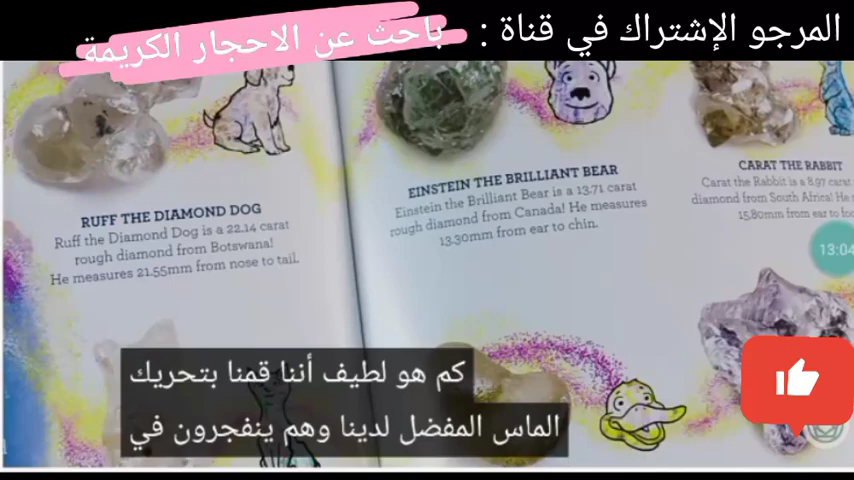 المرجو الإشتراك في قناة : باحث عن الاحجار الكريمة
RUFF THE DIAMOND DOG
Ruff the Diamond Dog is a 22.14 carat
rough diamond from Botswana!
He measures 21.55mm from nose to tail.
EINSTEIN THE BRILLIANT BEAR
Einstein the Brilliant Bear is a 13.71 carat
rough diamond from Canada! He measures
13.30mm from ear to chin.
CARAT THE RABBIT
Carat the Rabbit is a 8.97 carat
diamond from South Africa! He
15.80mm from ear to
13:04
كم هو لطيف أننا قمنا بتحريك
الماس المفضل لدينا وهم ينفجرون في